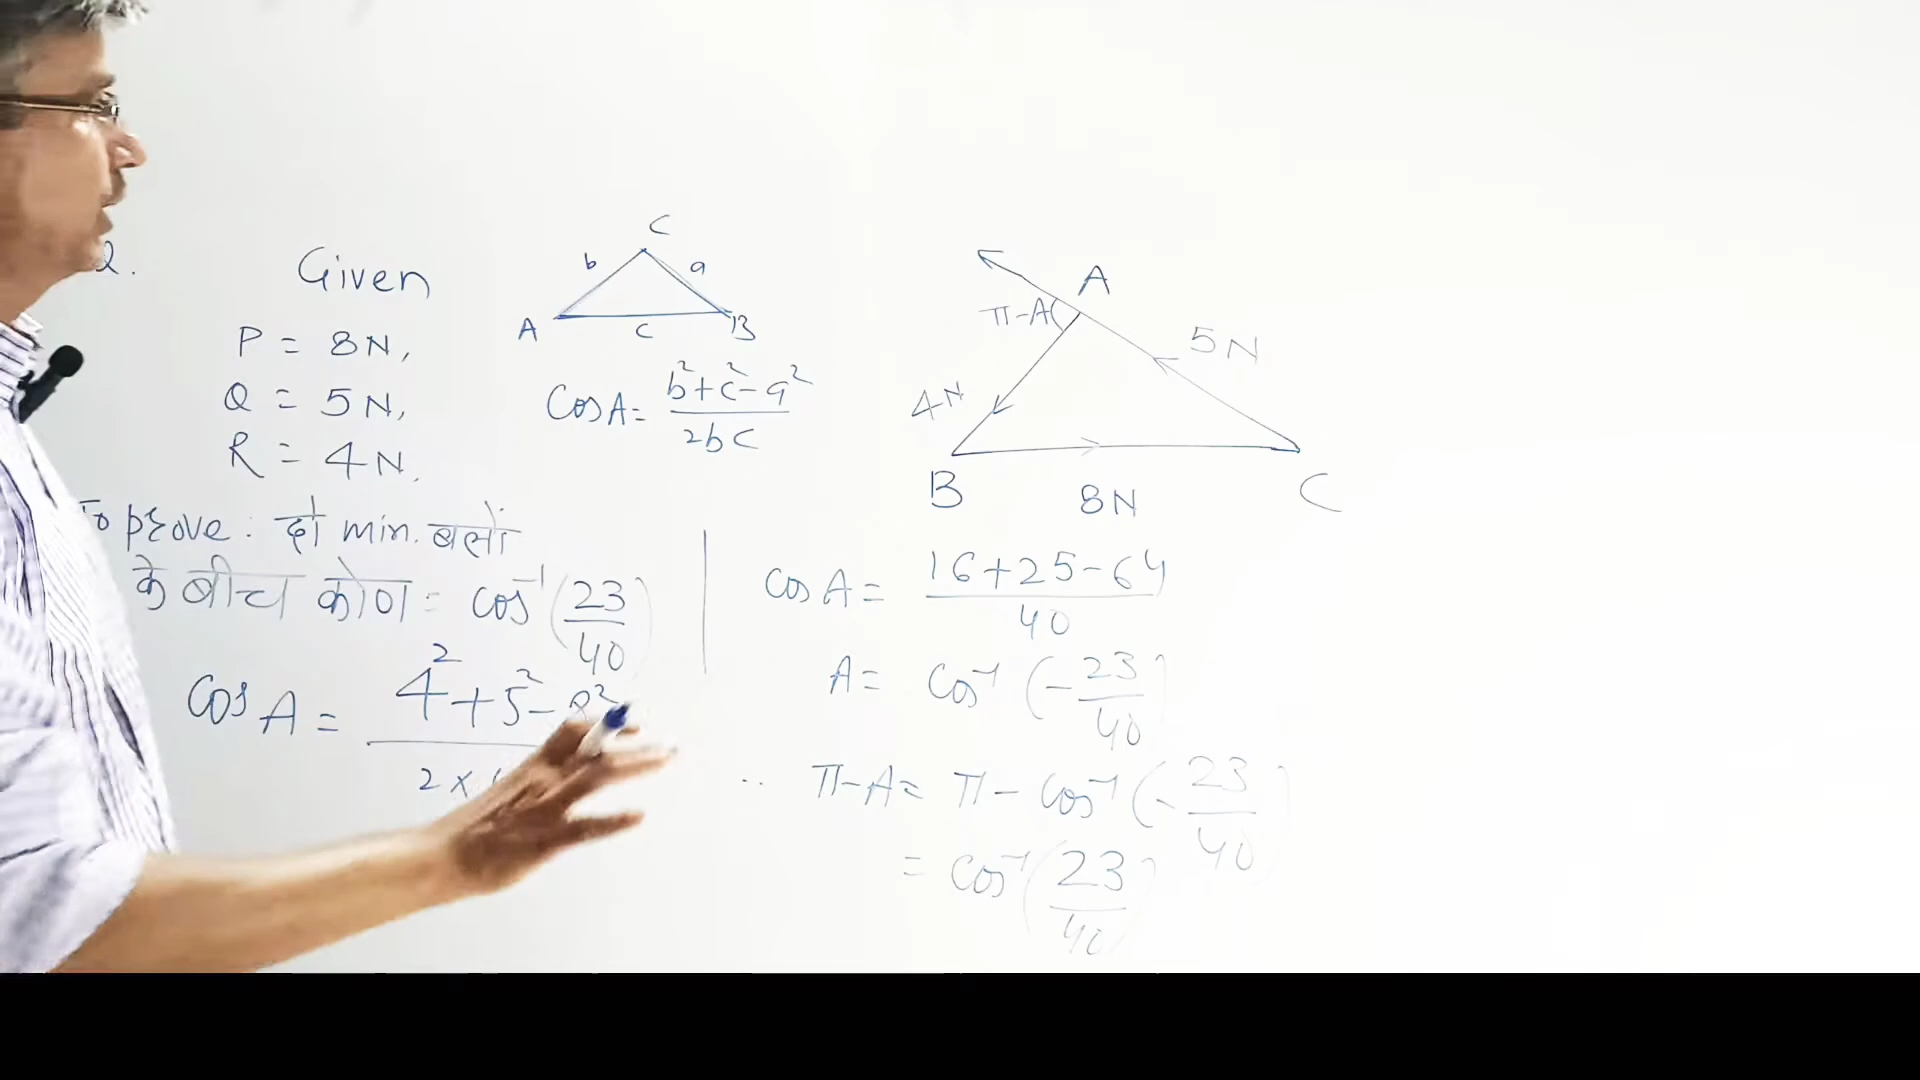 Q.
Given
P = 8N,
Q = 5N,
R = 4N.
C
b
a
A
c
B
Cos A = b²+c²-a² / 2bc
To prove: दो min. बलों
के बीच कोण = cos⁻¹(23/40)
Cos A = 4²+5²-8² / 2×
A
π-A
5N
4N
B
8N
C
cos A = 16+25-64 / 40
A = cos⁻¹(-23/40)
∴ π-A = π - cos⁻¹(-23/40)
= cos⁻¹(23/40)